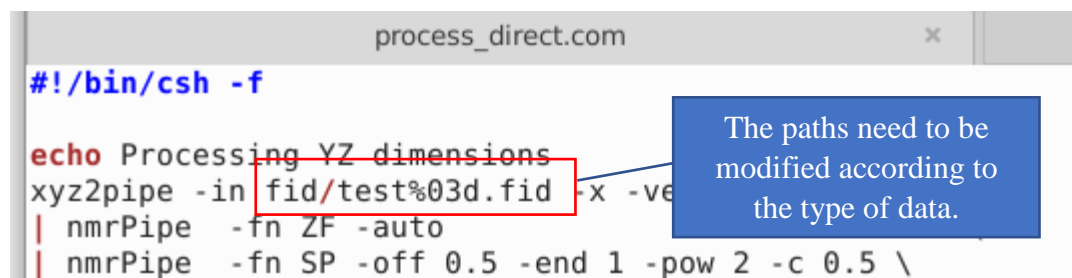 process_direct.com ×
#!/bin/csh -f
echo Processing YZ dimensions
xyz2pipe -in fid/test%03d.fid -x -ve
| nmrPipe -fn ZF -auto
| nmrPipe -fn SP -off 0.5 -end 1 -pow 2 -c 0.5 \
The paths need to be
modified according to
the type of data.